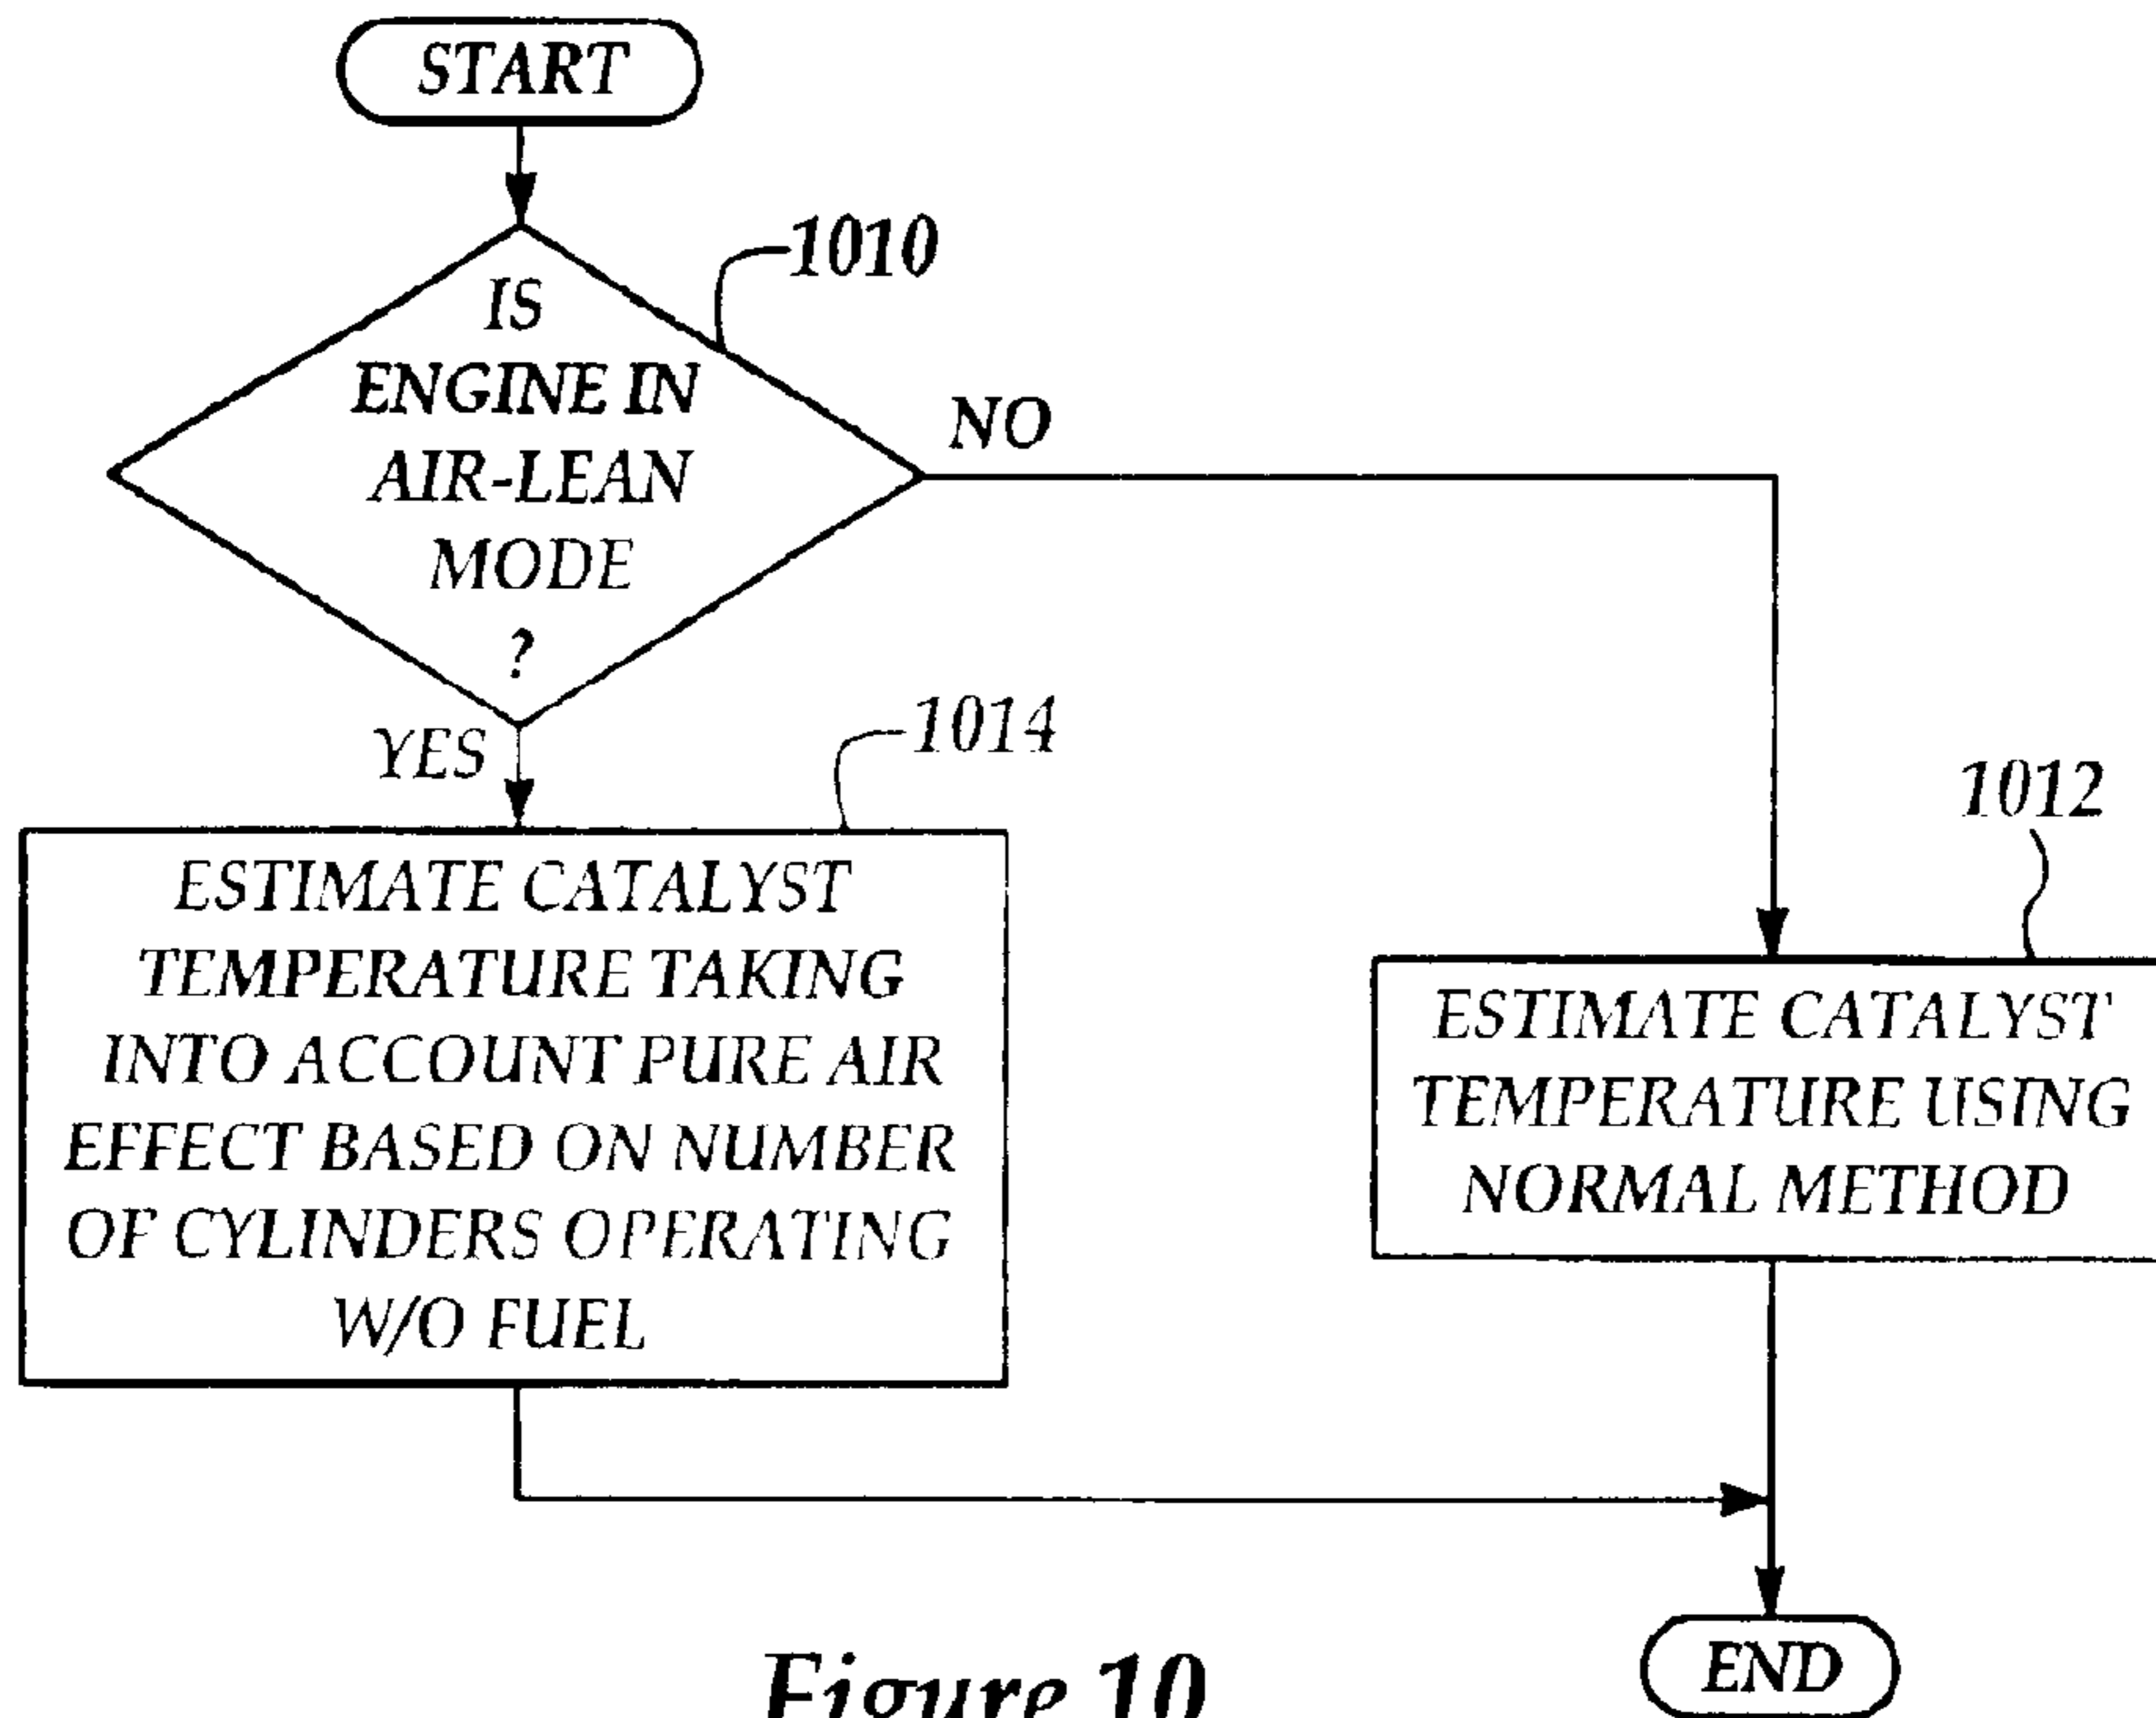 START
1010
IS
ENGINE IN
AIR-LEAN
MODE
?
NO
YES
1014
ESTIMATE CATALYST
TEMPERATURE TAKING
INTO ACCOUNT PURE AIR
EFFECT BASED ON NUMBER
OF CYLINDERS OPERATING
W/O FUEL
1012
ESTIMATE CATALYST
TEMPERATURE USING
NORMAL METHOD
END
Figure 10